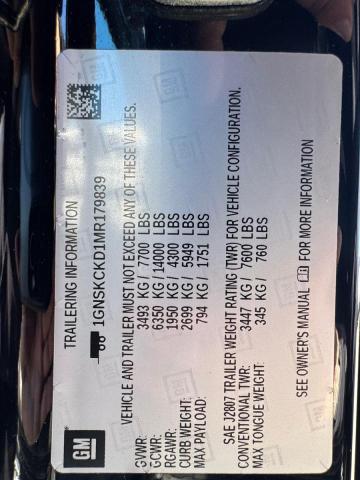 GM
TRAILERING INFORMATION
1GNSKCKD1MR179839
VEHICLE AND TRAILER MUST NOT EXCEED ANY OF THESE VALUES.
GVWR: 3493 KG / 7700 LBS
GCWR: 6350 KG / 14000 LBS
RGAWR: 1950 KG / 4300 LBS
CURB WEIGHT: 2699 KG / 5949 LBS
MAX PAYLOAD: 794 KG / 1751 LBS
SAE J2807 TRAILER WEIGHT RATING (TWR) FOR VEHICLE CONFIGURATION.
CONVENTIONAL TWR: 3447 KG / 7600 LBS
MAX TONGUE WEIGHT: 345 KG / 760 LBS
SEE OWNER'S MANUAL FOR MORE INFORMATION